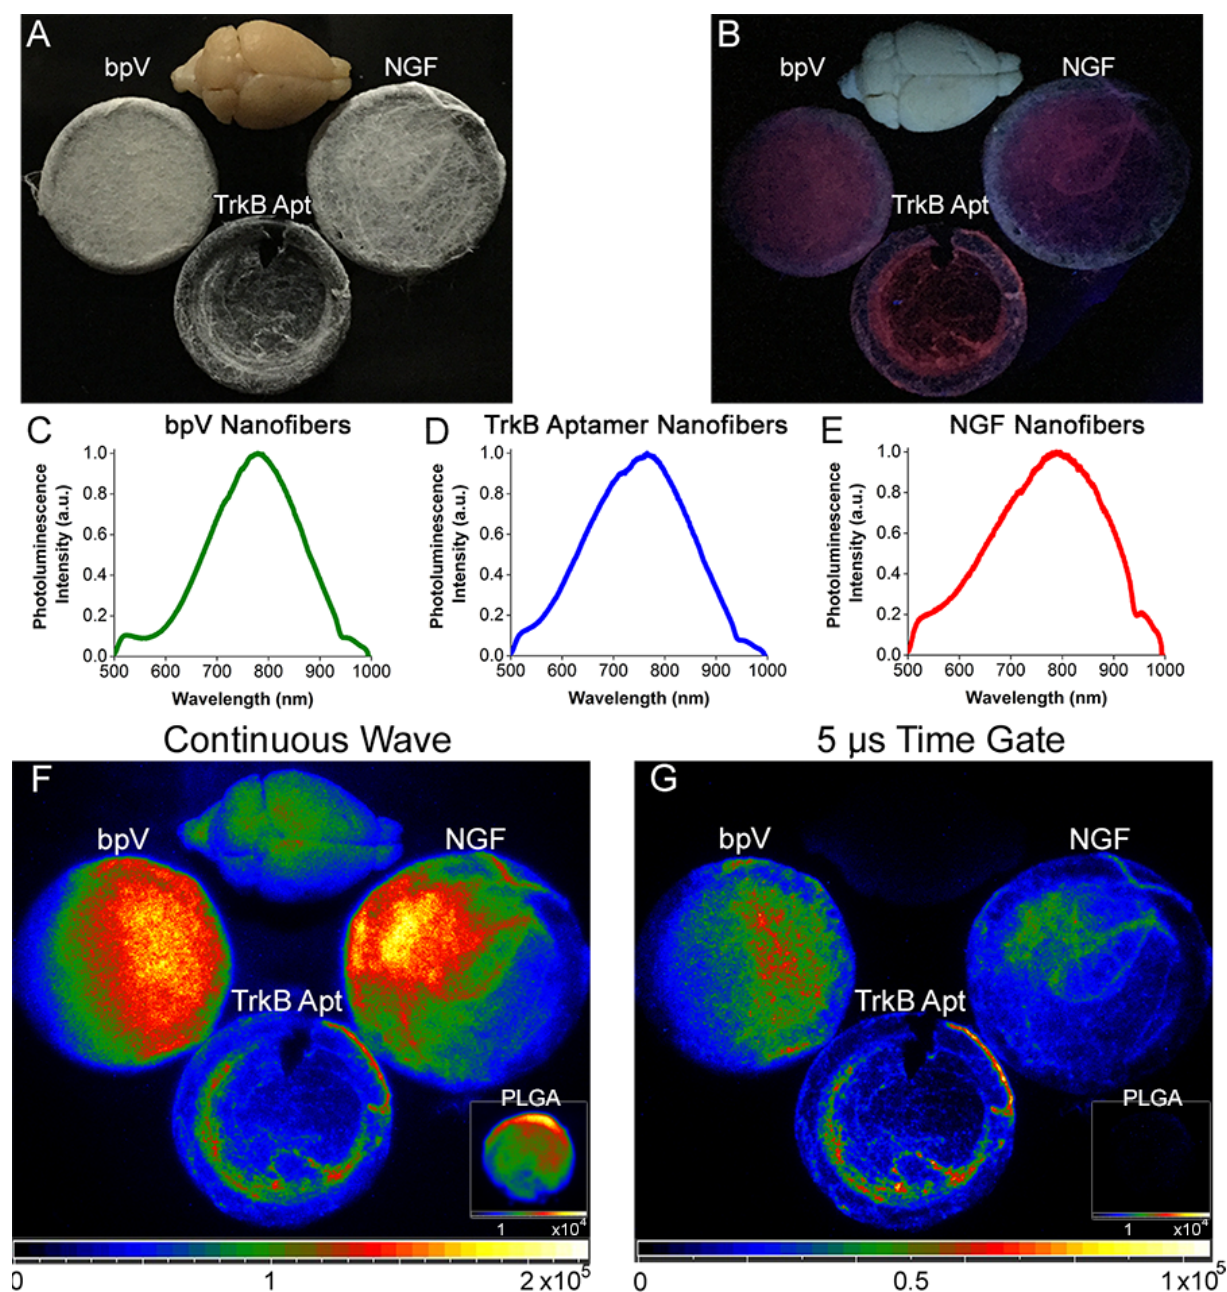 A
bpV
NGF
TrkB Apt
B
bpV
NGF
TrkB Apt
C
bpV Nanofibers
Photoluminescence
Intensity (a.u.)
1.0
0.8
0.6
0.4
0.2
0.0
500 600 700 800 900 1000
Wavelength (nm)
D
TrkB Aptamer Nanofibers
Photoluminescence
Intensity (a.u.)
1.0
0.8
0.6
0.4
0.2
0.0
500 600 700 800 900 1000
Wavelength (nm)
E
NGF Nanofibers
Photoluminescence
Intensity (a.u.)
1.0
0.8
0.6
0.4
0.2
0.0
500 600 700 800 900 1000
Wavelength (nm)
Continuous Wave
F
bpV
NGF
TrkB Apt
PLGA
1 x10⁴
0 1 2 x10⁵
5 µs Time Gate
G
bpV
NGF
TrkB Apt
PLGA
1 x10⁴
0 0.5 1 x10⁵